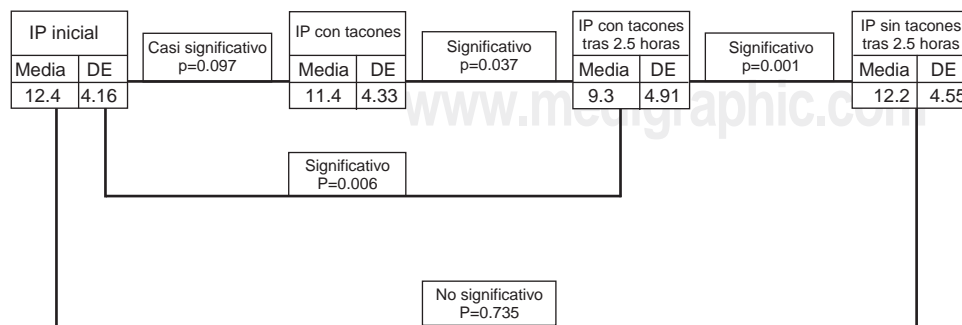 IP inicial
Media DE
12.4 4.16
Casi significativo
p=0.097
IP con tacones
Media DE
11.4 4.33
Significativo
p=0.037
IP con tacones
tras 2.5 horas
Media DE
9.3 4.91
Significativo
p=0.001
IP sin tacones
tras 2.5 horas
Media DE
12.2 4.55
www.medigraphic.com
Significativo
P=0.006
No significativo
P=0.735